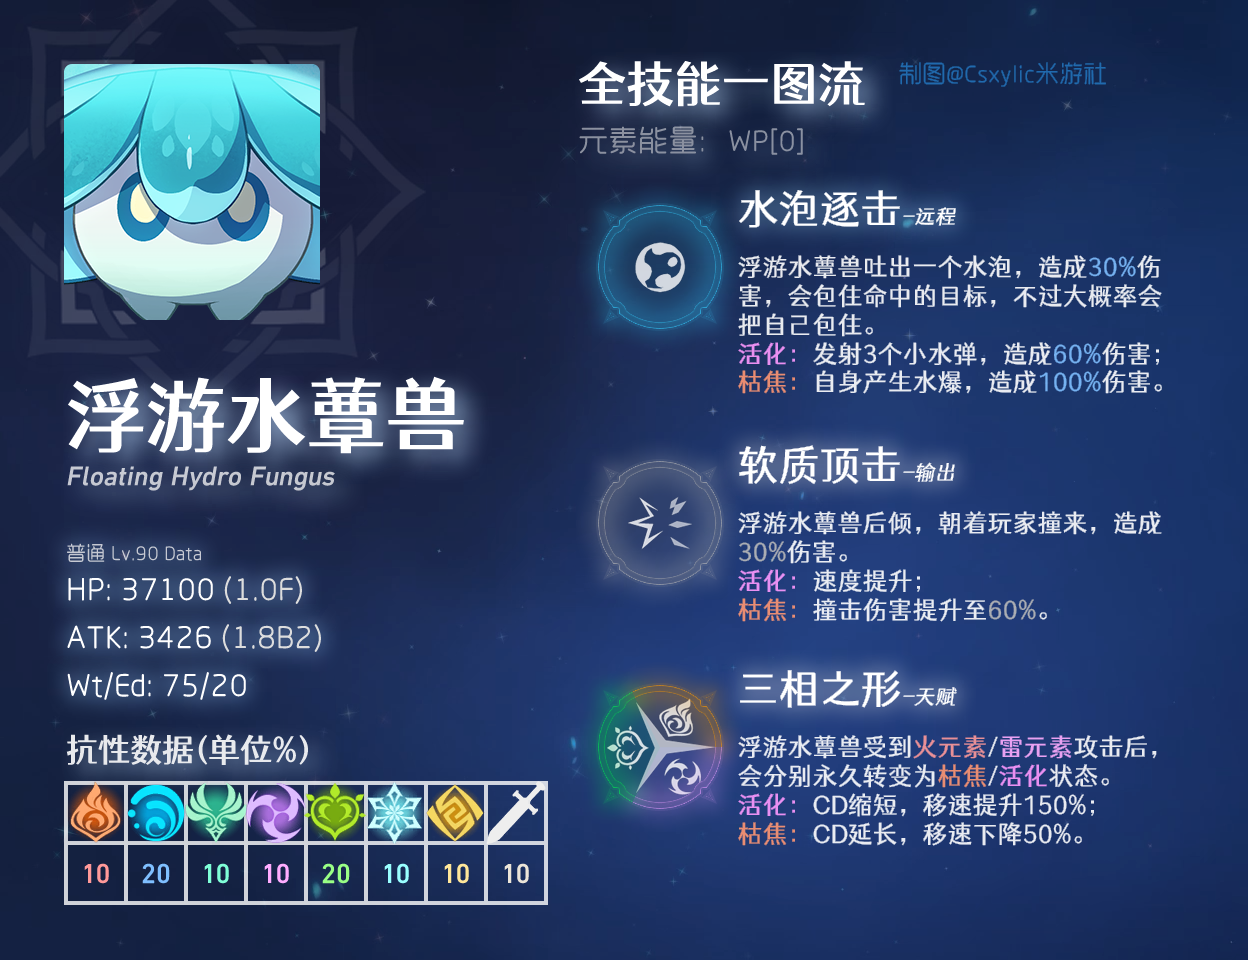 全技能一图流
制图@Csxylic米游社
元素能量： WP[0]
水泡逐击-远程
浮游水蕈兽吐出一个水泡，造成30%伤
害，会包住命中的目标，不过大概率会
把自己包住。
活化：发射3个小水弹，造成60%伤害；
枯焦：自身产生水爆，造成100%伤害。
浮游水蕈兽
Floating Hydro Fungus
软质顶击-输出
浮游水蕈兽后倾，朝着玩家撞来，造成
30%伤害。
活化：速度提升；
枯焦：撞击伤害提升至60%。
普通 Lv.90 Data
HP: 37100 (1.0F)
ATK: 3426 (1.8B2)
Wt/Ed: 75/20
三相之形-天赋
浮游水蕈兽受到火元素/雷元素攻击后，
会分别永久转变为枯焦/活化状态。
活化：CD缩短，移速提升150%；
枯焦：CD延长，移速下降50%。
抗性数据(单位%)
10 20 10 10 20 10 10 10